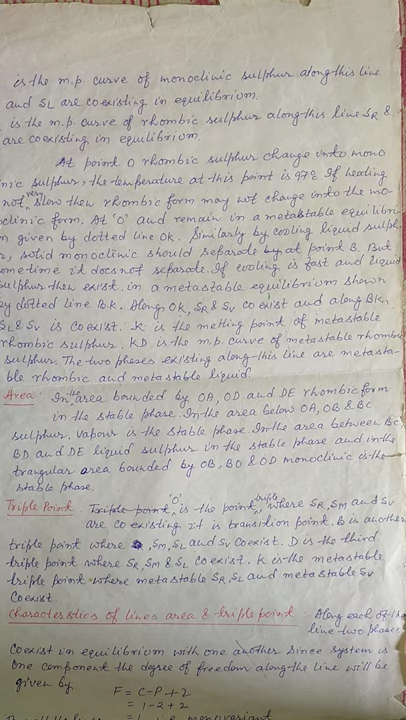 is the m.p. curve of monoclinic sulphur along this line
and SL are coexisting in equilibrium.
is the m.p. curve of rhombic sulphur along this line SR &
are coexisting in equilibrium.
At point O rhombic sulphur change into mono
nic sulphur, the temperature at this point is 97°C If heating
not very slow then rhombic form may not change into the mo-
oclinic form. At 'O' and remain in a metastable equilibri-
m given by dotted line OK. Similarly by cooling liquid sulph-
r, solid monoclinic should separate by at point B. But
ometime it does not separate. If cooling is fast and liquid
sulphur then exist in a metastable equilibrium shown
by dotted line BK. Along OK, SR & SV co exist and along BK,
SL & SV is Coexist. K is the melting point of metastable
rhombic sulphur. KD is the m.p. curve of metastable rhombi
sulphur. The two phases existing along this line are metasta-
ble rhombic and metastable liquid.
Area : In the area bounded by OA, OD and DE rhombic form
in the stable phase. In the area below OA, OB & BC
sulphur. Vapour is the stable phase. In the area between BC,
BD and DE liquid sulphur in the stable phase and in the
trangular area bounded by OB, BD & OD monoclinic is the
stable phase.
Triple Point Triple point, 'O' is the point triple, where SR, SM and SV
are co existing it is transition point. B is another
triple point where , SM, SL and SV Coexist. D is the third
triple point where SR, SM & SL Coexist. K is the metastable
triple point where metastable SR, SL and metastable SV
Coexist.
Characterstics of lines area & triple point : Along each of the
line two phases
Coexist in equilibrium with one another since system is
One component the degree of freedom along the line will be
given by
F = C-P+2
= 1-2+2